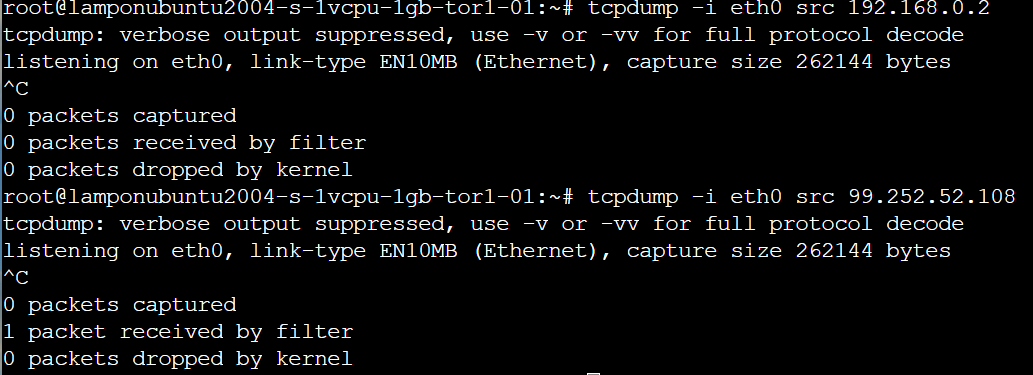 root@lamponubuntu2004-s-1vcpu-1gb-tor1-01:~# tcpdump -i eth0 src 192.168.0.2
tcpdump: verbose output suppressed, use -v or -vv for full protocol decode
listening on eth0, link-type EN10MB (Ethernet), capture size 262144 bytes
^C
0 packets captured
0 packets received by filter
0 packets dropped by kernel
root@lamponubuntu2004-s-1vcpu-1gb-tor1-01:~# tcpdump -i eth0 src 99.252.52.108
tcpdump: verbose output suppressed, use -v or -vv for full protocol decode
listening on eth0, link-type EN10MB (Ethernet), capture size 262144 bytes
^C
0 packets captured
1 packet received by filter
0 packets dropped by kernel